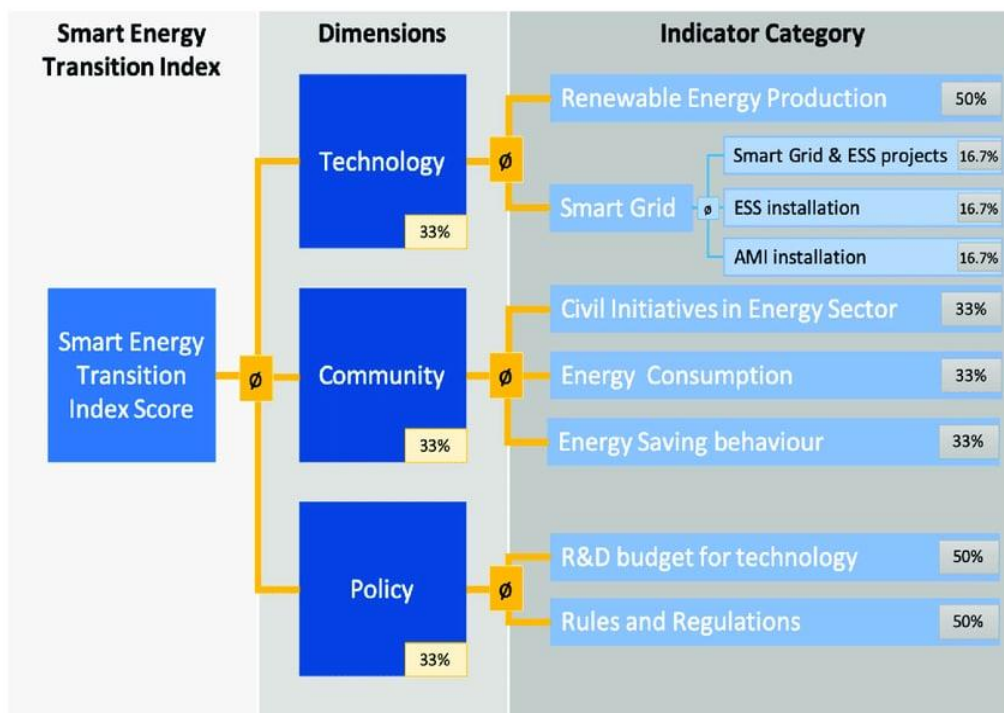 Smart Energy
Transition Index
Dimensions
Indicator Category
Smart Energy
Transition
Index Score
Ø
Technology
33%
Ø
Renewable Energy Production
50%
Smart Grid
ø
Smart Grid & ESS projects
16.7%
ESS installation
16.7%
AMI installation
16.7%
Community
33%
Ø
Civil Initiatives in Energy Sector
33%
Energy Consumption
33%
Energy Saving behaviour
33%
Policy
33%
Ø
R&D budget for technology
50%
Rules and Regulations
50%